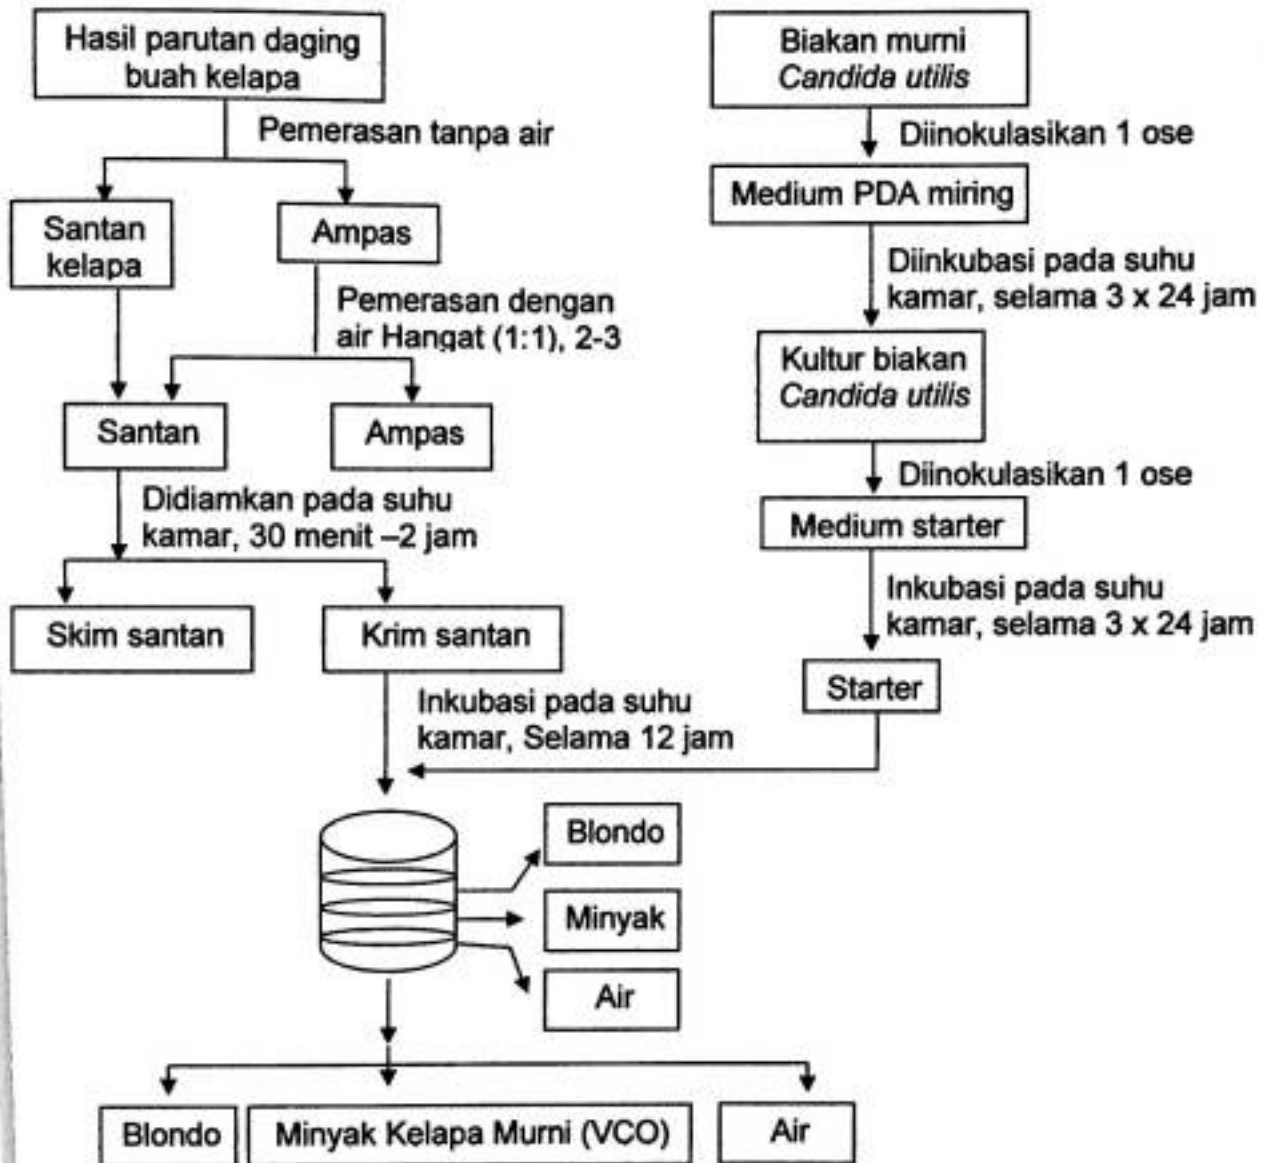 Hasil parutan daging
buah kelapa
Pemerasan tanpa air
Santan
kelapa
Ampas
Pemerasan dengan
air Hangat (1:1), 2-3
Santan
Ampas
Didiamkan pada suhu
kamar, 30 menit –2 jam
Skim santan
Krim santan
Inkubasi pada suhu
kamar, Selama 12 jam
Biakan murni
Candida utilis
Diinokulasikan 1 ose
Medium PDA miring
Diinkubasi pada suhu
kamar, selama 3 x 24 jam
Kultur biakan
Candida utilis
Diinokulasikan 1 ose
Medium starter
Inkubasi pada suhu
kamar, selama 3 x 24 jam
Starter
Blondo
Minyak
Air
Blondo
Minyak Kelapa Murni (VCO)
Air